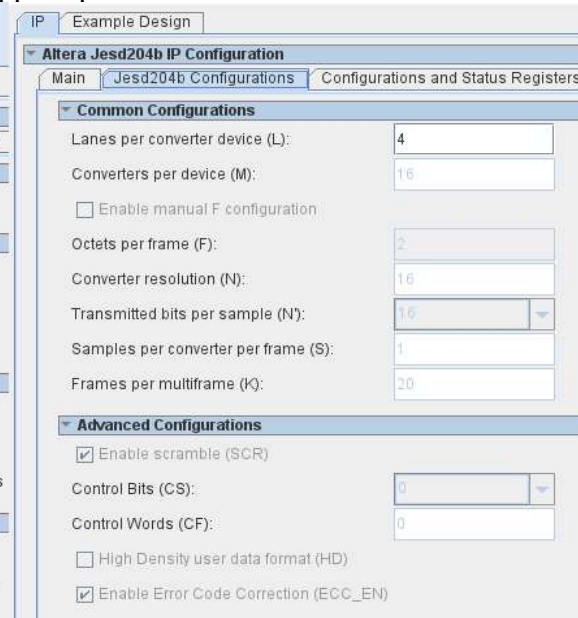 IP Example Design
Altera Jesd204b IP Configuration
Main Jesd204b Configurations Configurations and Status Registers
Common Configurations
Lanes per converter device (L): 4
Converters per device (M): 16
Enable manual F configuration
Octets per frame (F): 2
Converter resolution (N): 16
Transmitted bits per sample (N'): 16
Samples per converter per frame (S): 1
Frames per multiframe (K): 20
Advanced Configurations
Enable scramble (SCR)
Control Bits (CS): 0
Control Words (CF): 0
High Density user data format (HD)
Enable Error Code Correction (ECC_EN)